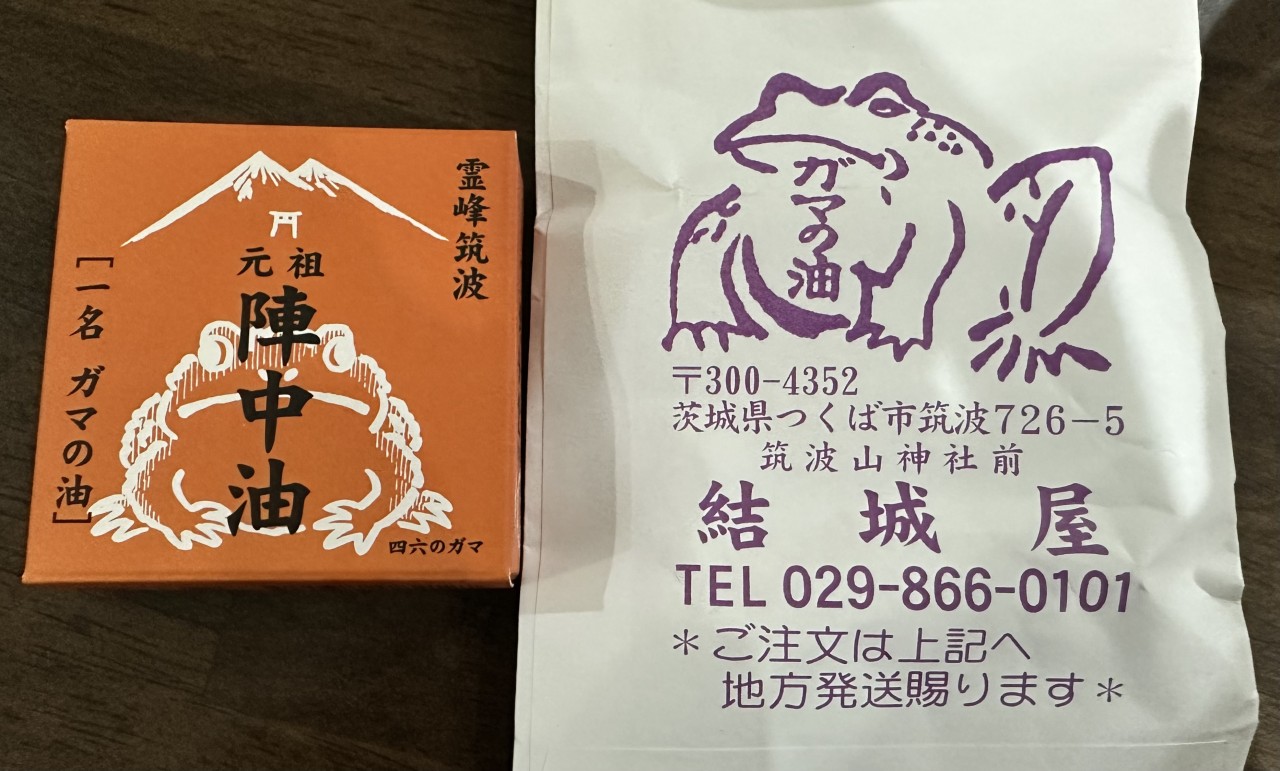 霊峰筑波
元祖
陣中油
［一名 ガマの油］
四六のガマ
ガマの油
〒300-4352
茨城県つくば市筑波726-5
筑波山神社前
結城屋
TEL 029-866-0101
＊ご注文は上記へ
地方発送賜ります＊